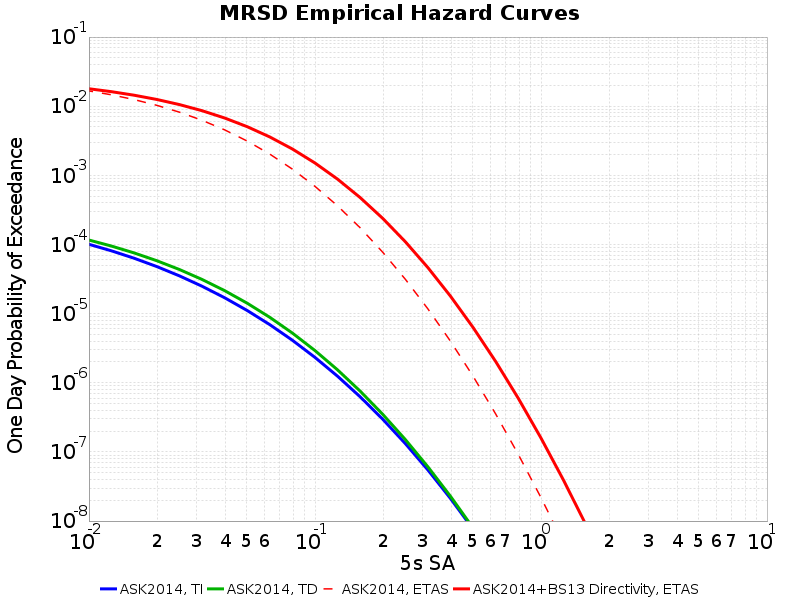 MRSD Empirical Hazard Curves
One Day Probability of Exceedance
10^-1
10^-2
10^-3
10^-4
10^-5
10^-6
10^-7
10^-8
10^-2 2 3 4 5 6 10^-1 2 3 4 5 6 7 10^0 2 3 4 5 6 7 10^1
5s SA
ASK2014, TI ASK2014, TD ASK2014, ETAS ASK2014+BS13 Directivity, ETAS